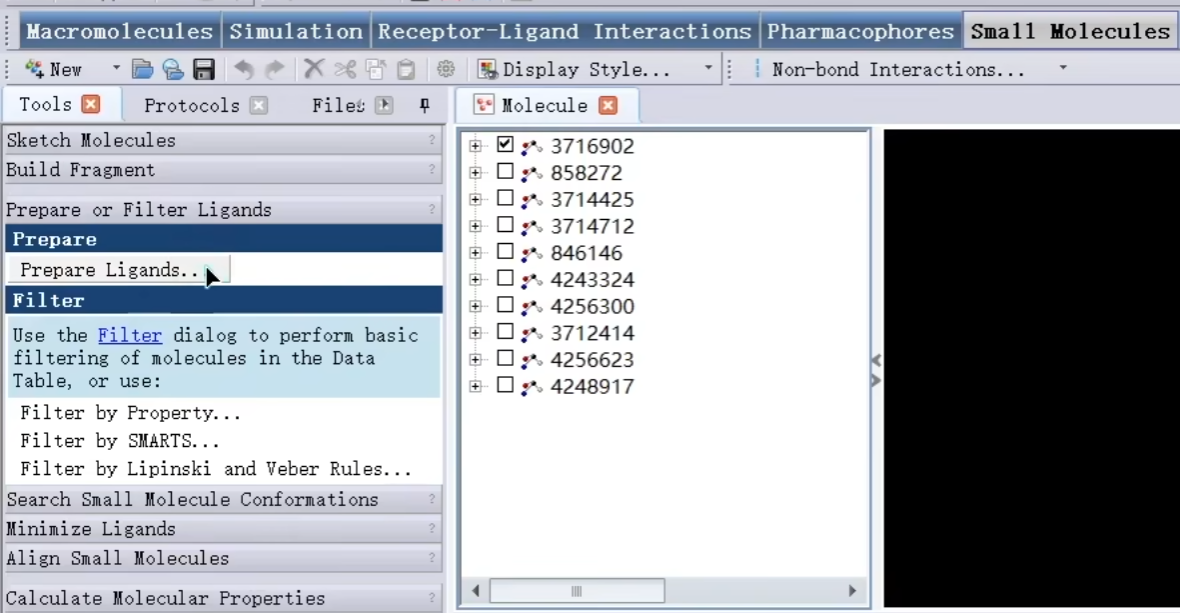 Macromolecules Simulation Receptor-Ligand Interactions Pharmacophores Small Molecules
New Display Style... Non-bond Interactions...
Tools Protocols Files Molecule
Sketch Molecules ?
Build Fragment ?
Prepare or Filter Ligands ?
Prepare
Prepare Ligands...
Filter
Use the Filter dialog to perform basic
filtering of molecules in the Data
Table, or use:
Filter by Property...
Filter by SMARTS...
Filter by Lipinski and Veber Rules...
Search Small Molecule Conformations ?
Minimize Ligands ?
Align Small Molecules ?
Calculate Molecular Properties ?
3716902
858272
3714425
3714712
846146
4243324
4256300
3712414
4256623
4248917